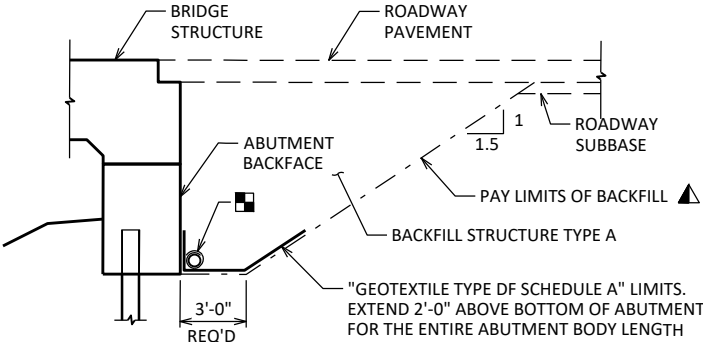 BRIDGE
STRUCTURE
ROADWAY
PAVEMENT
1
1.5
ROADWAY
SUBBASE
ABUTMENT
BACKFACE
PAY LIMITS OF BACKFILL
BACKFILL STRUCTURE TYPE A
"GEOTEXTILE TYPE DF SCHEDULE A" LIMITS.
EXTEND 2'-0" ABOVE BOTTOM OF ABUTMENT
FOR THE ENTIRE ABUTMENT BODY LENGTH
3'-0"
REQ'D